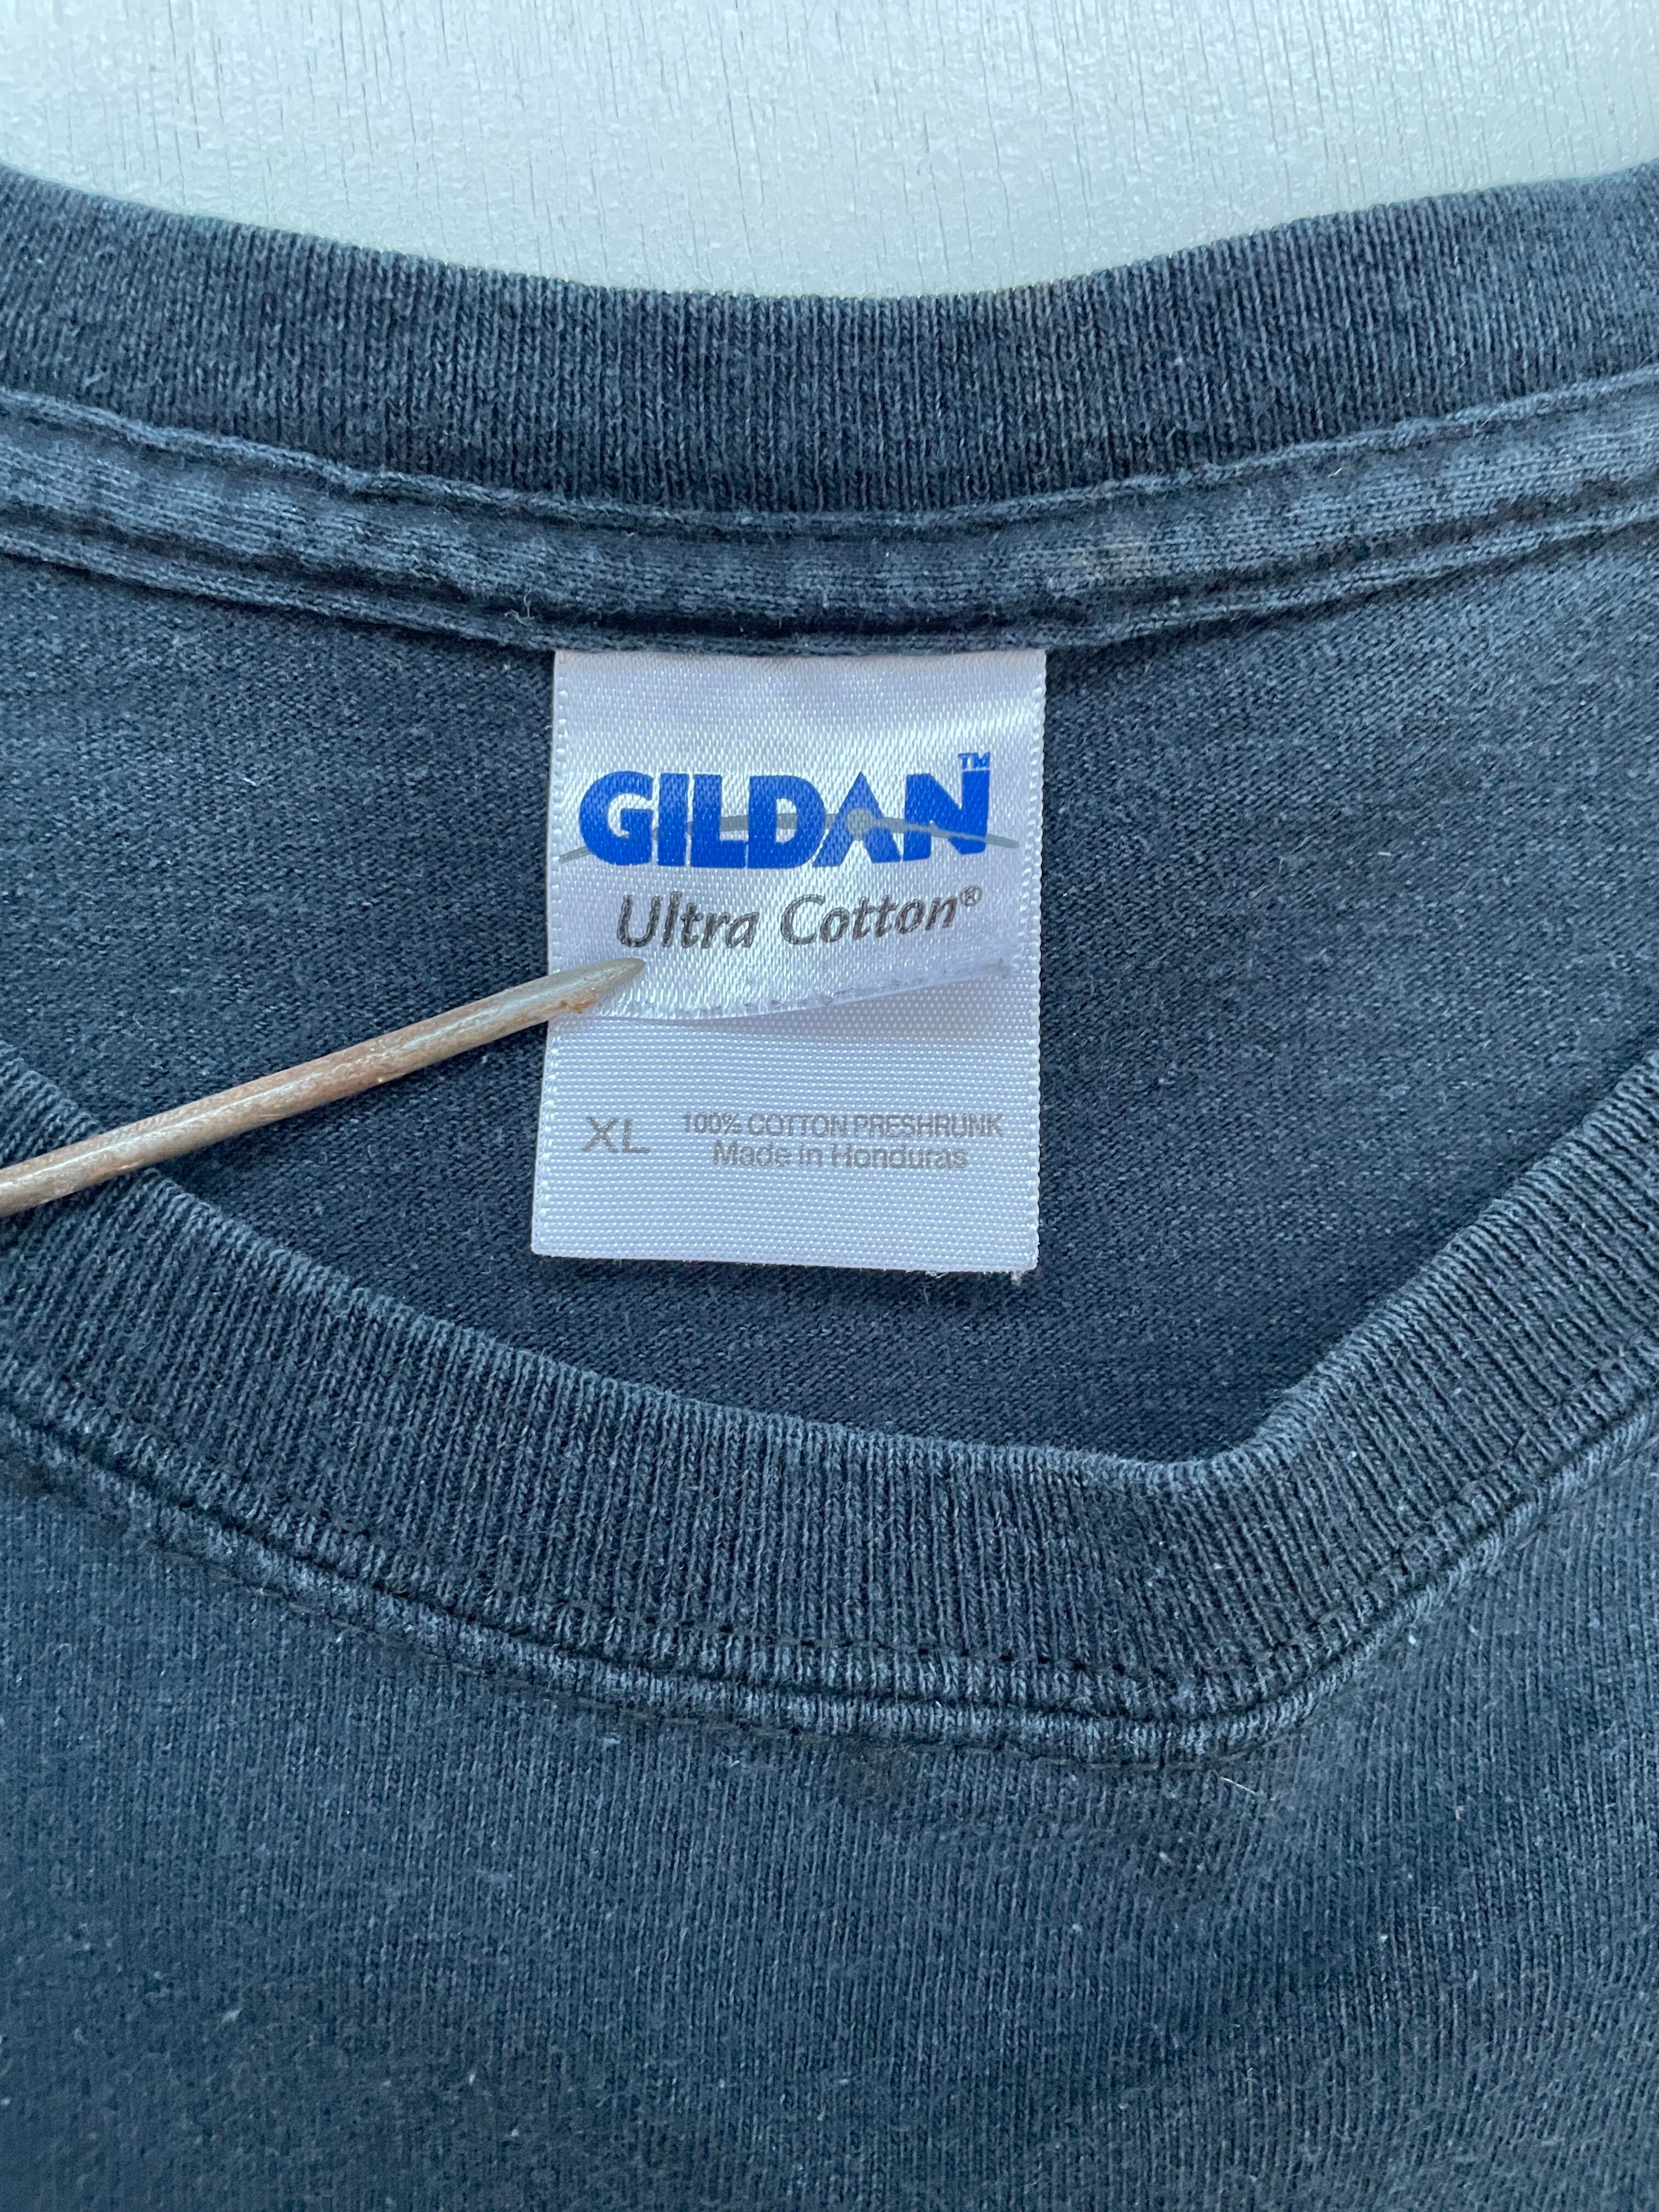 GILDAN™
Ultra Cotton®
XL 100% COTTON PRESHRUNK
Made in Honduras